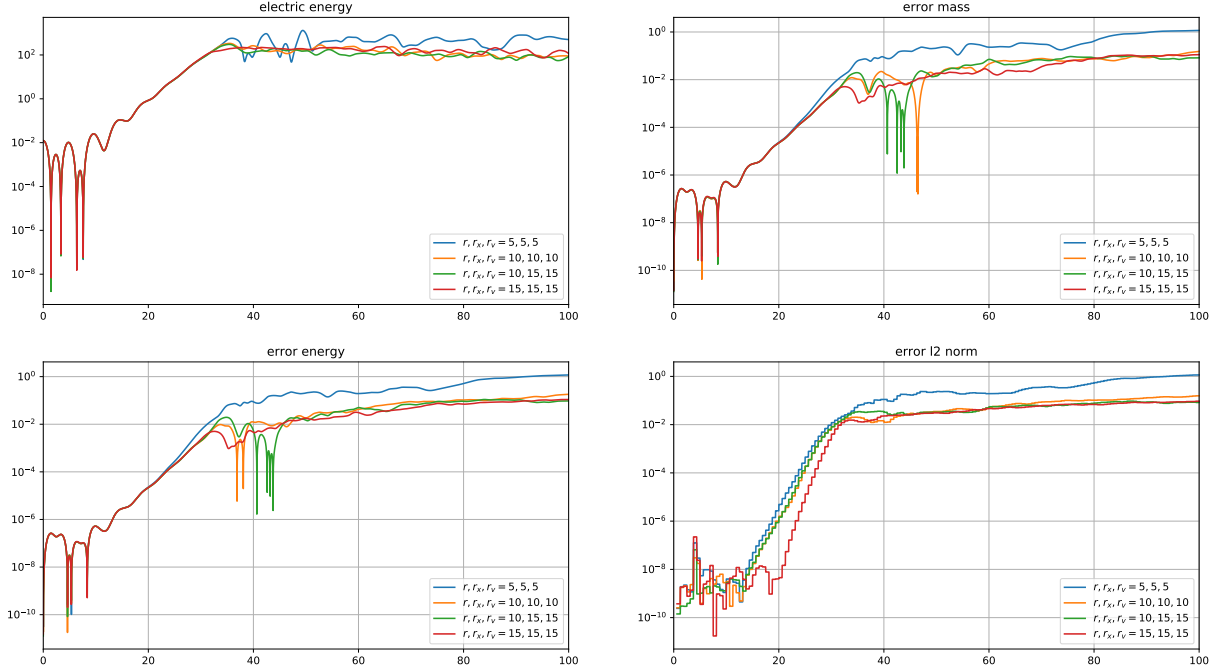 electric energy
10^2
10^0
10^−2
10^−4
10^−6
10^−8
0 20 40 60 80 100
r, r_x, r_v = 5, 5, 5
r, r_x, r_v = 10, 10, 10
r, r_x, r_v = 10, 15, 15
r, r_x, r_v = 15, 15, 15
error mass
10^0
10^−2
10^−4
10^−6
10^−8
10^−10
0 20 40 60 80 100
r, r_x, r_v = 5, 5, 5
r, r_x, r_v = 10, 10, 10
r, r_x, r_v = 10, 15, 15
r, r_x, r_v = 15, 15, 15
error energy
10^0
10^−2
10^−4
10^−6
10^−8
10^−10
0 20 40 60 80 100
r, r_x, r_v = 5, 5, 5
r, r_x, r_v = 10, 10, 10
r, r_x, r_v = 10, 15, 15
r, r_x, r_v = 15, 15, 15
error l2 norm
10^0
10^−2
10^−4
10^−6
10^−8
10^−10
0 20 40 60 80 100
r, r_x, r_v = 5, 5, 5
r, r_x, r_v = 10, 10, 10
r, r_x, r_v = 10, 15, 15
r, r_x, r_v = 15, 15, 15